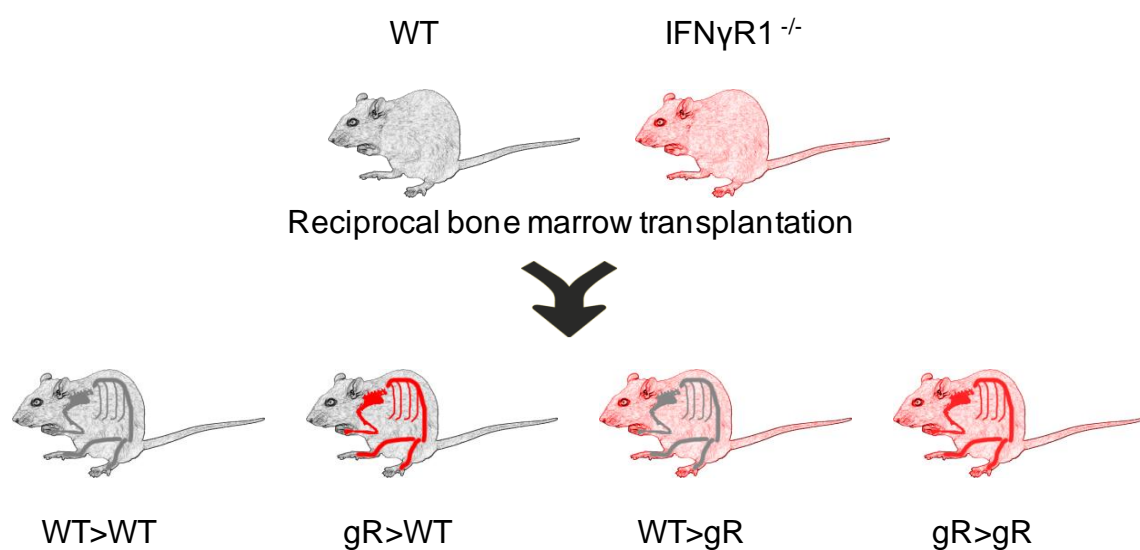 WT IFNγR1 -/-
Reciprocal bone marrow transplantation
WT>WT gR>WT WT>gR gR>gR